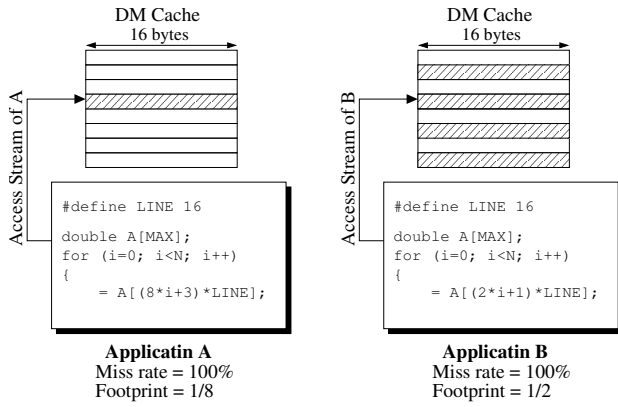 DM Cache
16 bytes
Access Stream of A
#define LINE 16
double A[MAX];
for (i=0; i<N; i++)
{
= A[(8*i+3)*LINE];
Applicatin A
Miss rate = 100%
Footprint = 1/8
DM Cache
16 bytes
Access Stream of B
#define LINE 16
double A[MAX];
for (i=0; i<N; i++)
{
= A[(2*i+1)*LINE];
Applicatin B
Miss rate = 100%
Footprint = 1/2